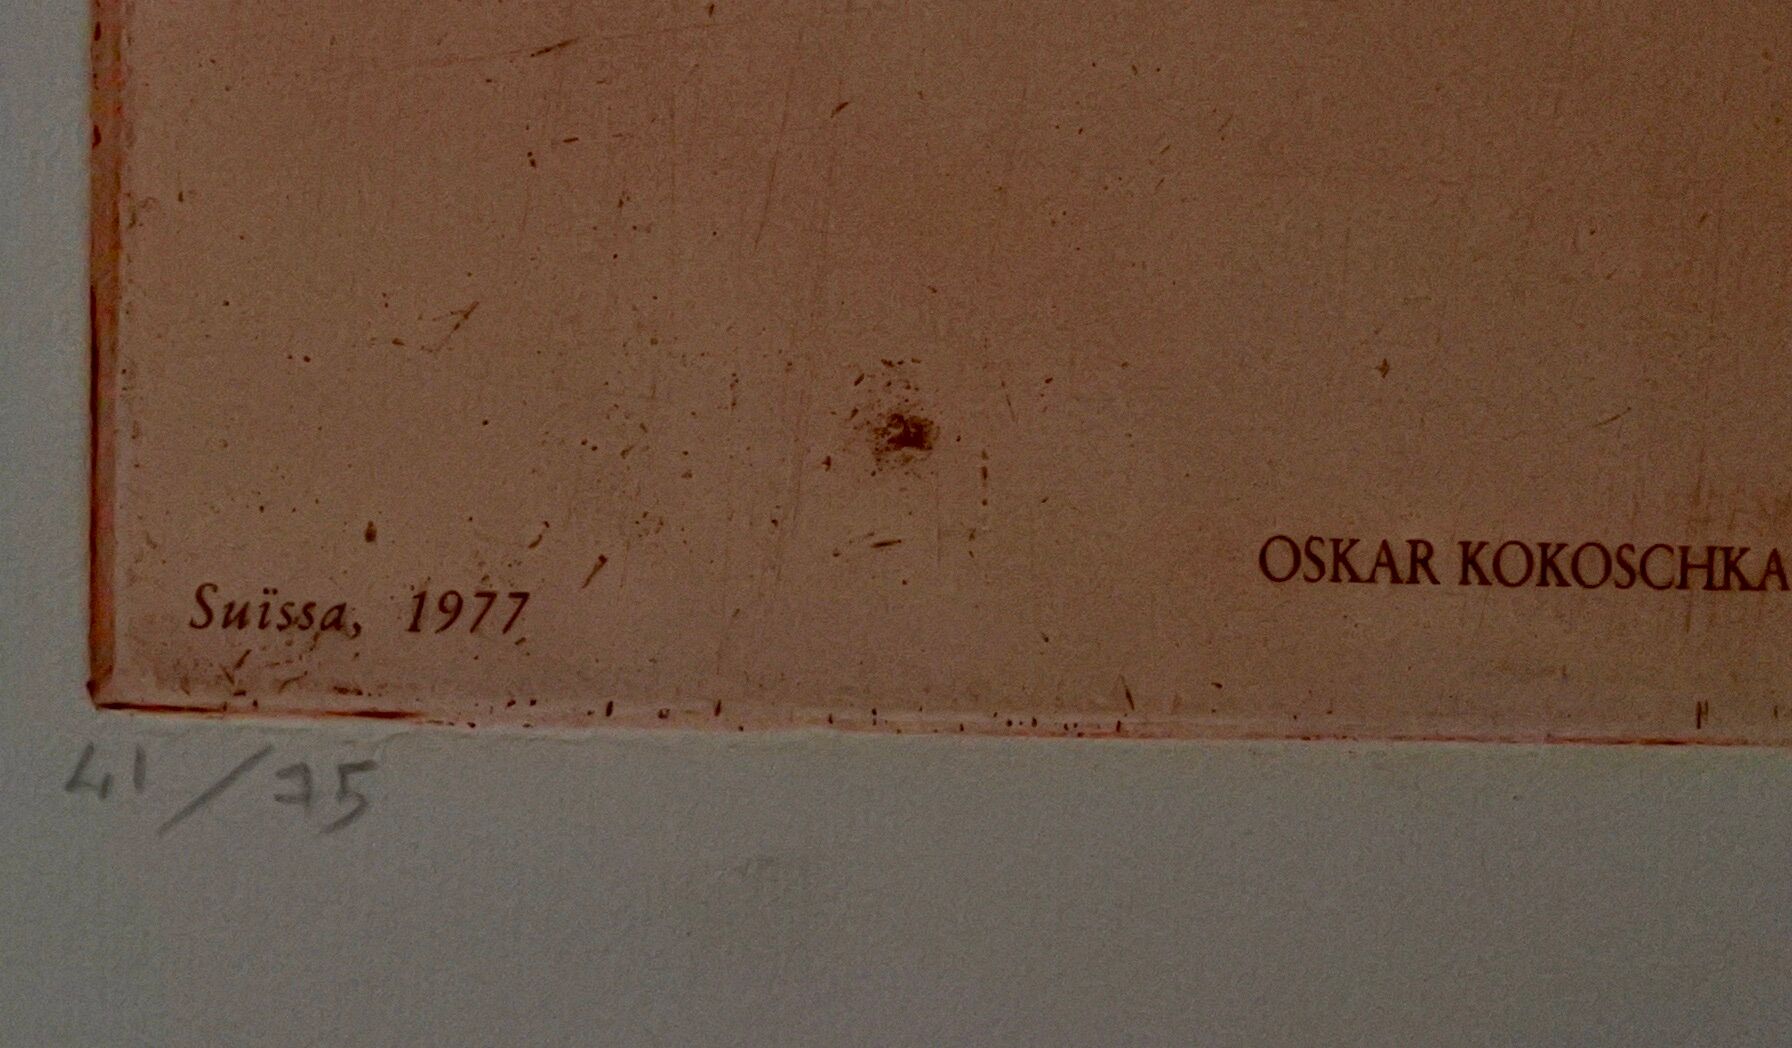 OSKAR KOKOSCHKA
Suïssa, 1977
41/75